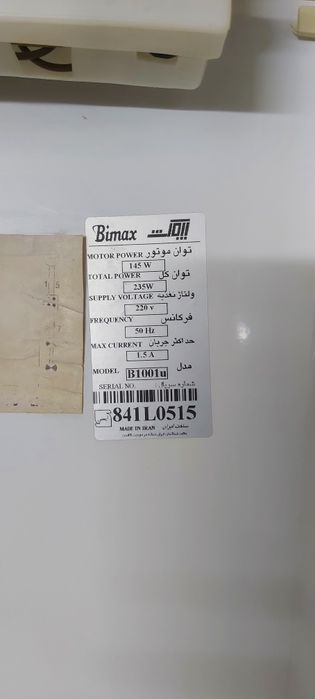 Bimax بیمکث
MOTOR POWER توان موتور
145 W
TOTAL POWER توان کل
235W
SUPPLY VOLTAGE ولتاژ تغذیه
220 v
FREQUENCY فرکانس
50 Hz
MAX CURRENT حداکثر جریان
1.5 A
MODEL B1001u مدل
SERIAL NO. شماره سریال:
841L0515
MADE IN IRAN ساخت ایران